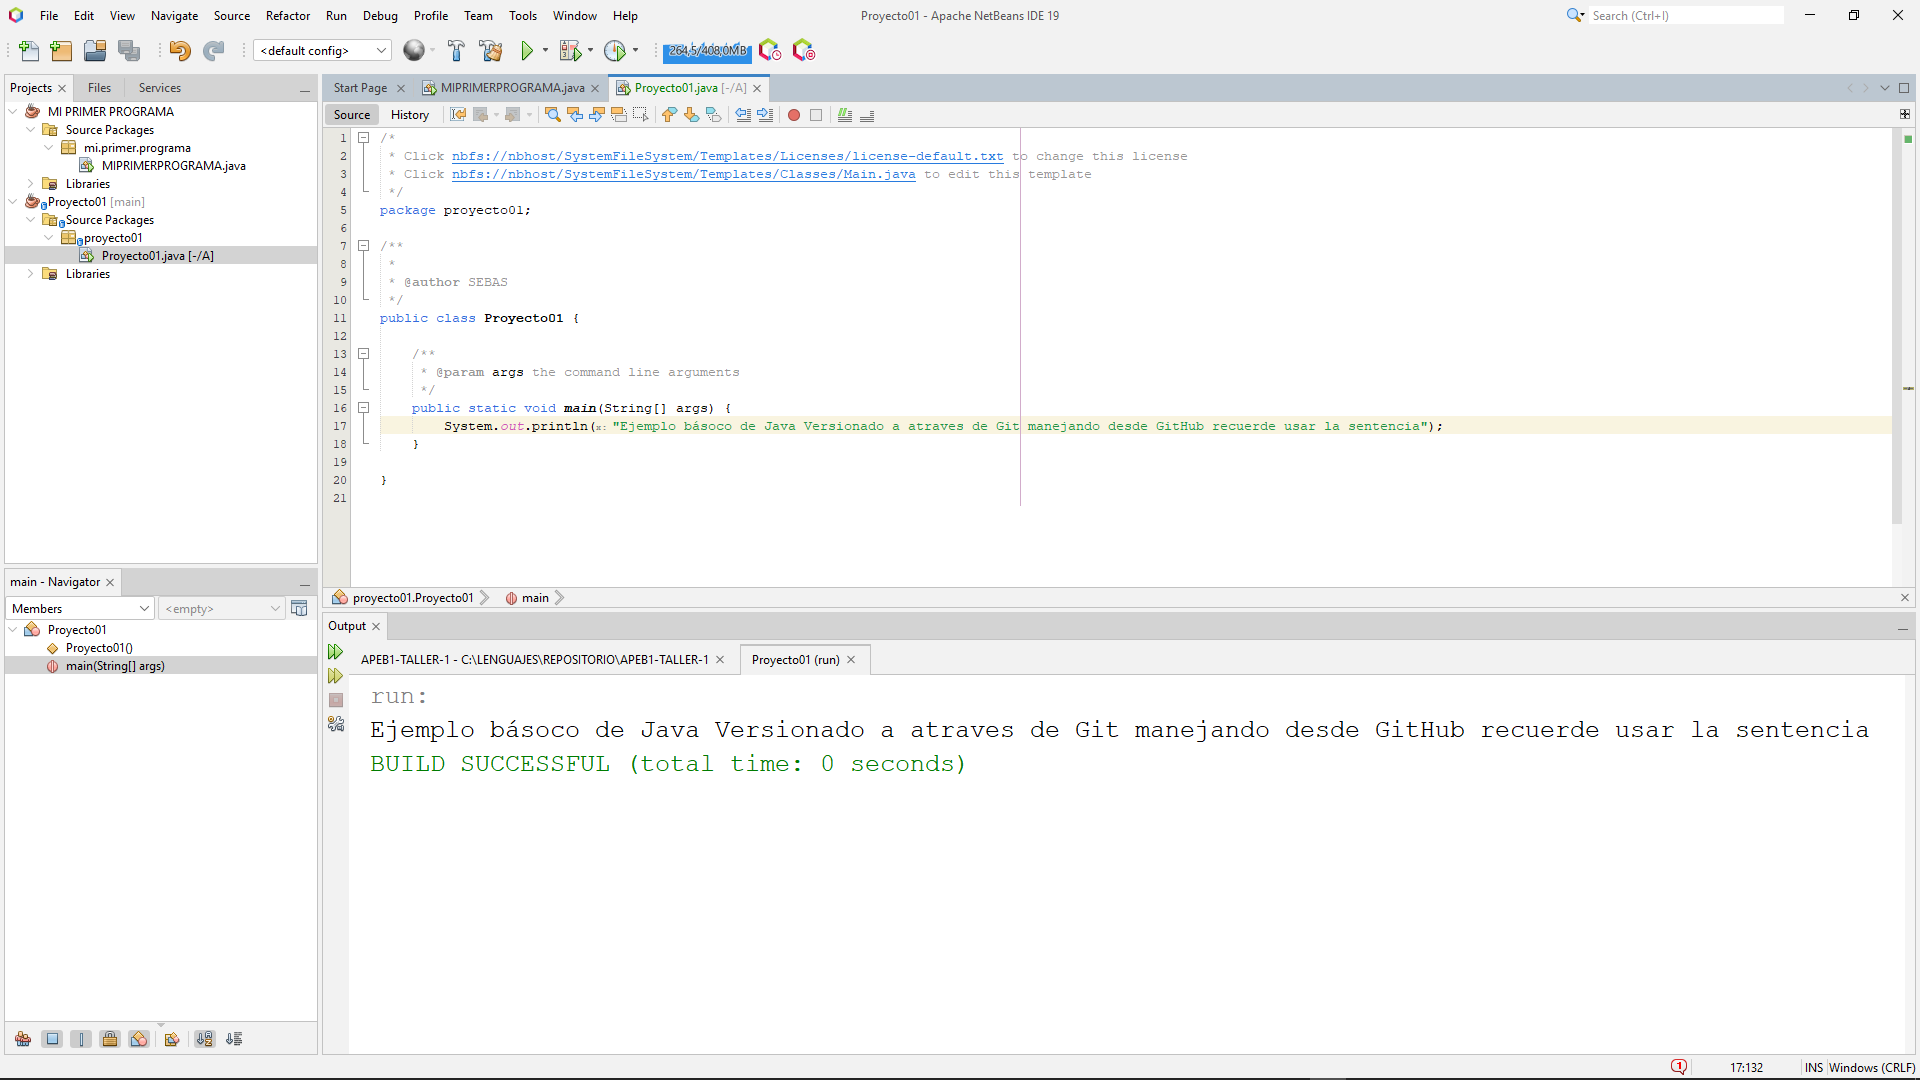 File Edit View Navigate Source Refactor Run Debug Profile Team Tools Window Help
Proyecto01 - Apache NetBeans IDE 19
Search (Ctrl+I)
<default config>
264,5/408,0MB
Projects Files Services
MI PRIMER PROGRAMA
Source Packages
mi.primer.programa
MIPRIMERPROGRAMA.java
Libraries
Proyecto01 [main]
Source Packages
proyecto01
Proyecto01.java [-/A]
Libraries
Start Page MIPRIMERPROGRAMA.java Proyecto01.java [-/A]
Source History
1 /*
2 * Click nbfs://nbhost/SystemFileSystem/Templates/Licenses/license-default.txt to change this license
3 * Click nbfs://nbhost/SystemFileSystem/Templates/Classes/Main.java to edit this template
4 */
5 package proyecto01;
6
7 /**
8 *
9 * @author SEBAS
10 */
11 public class Proyecto01 {
12
13 /**
14 * @param args the command line arguments
15 */
16 public static void main(String[] args) {
17 System.out.println(x: "Ejemplo básoco de Java Versionado a atraves de Git manejando desde GitHub recuerde usar la sentencia");
18 }
19
20 }
21
proyecto01.Proyecto01 main
main - Navigator
Members <empty>
Proyecto01
Proyecto01()
main(String[] args)
Output
APEB1-TALLER-1 - C:\LENGUAJES\REPOSITORIO\APEB1-TALLER-1 Proyecto01 (run)
run:
Ejemplo básoco de Java Versionado a atraves de Git manejando desde GitHub recuerde usar la sentencia
BUILD SUCCESSFUL (total time: 0 seconds)
1 17:132 INS Windows (CRLF)